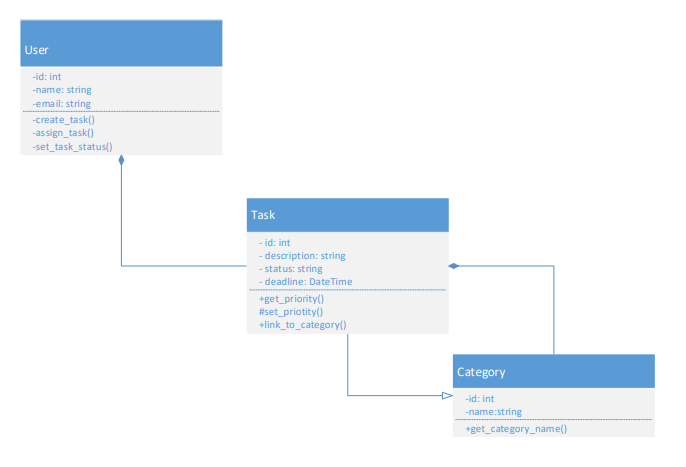 User
-id: int
-name: string
-email: string
-create_task()
-assign_task()
-set_task_status()
Task
- id: int
- description: string
- status: string
- deadline: DateTime
+get_priority()
#set_priotity()
+link_to_category()
Category
-id: int
-name:string
+get_category_name()